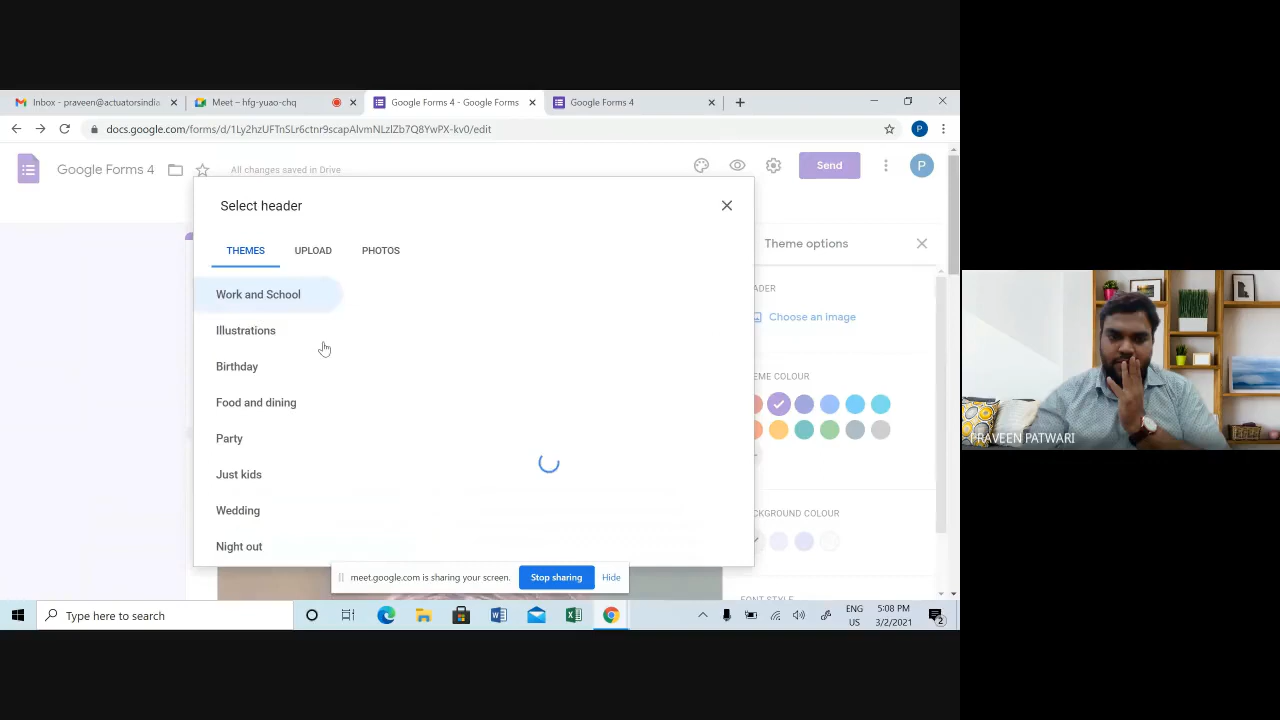 Inbox - praveen@actuatorsindia
Meet – hfg-yuao-chq
Google Forms 4 - Google Forms
Google Forms 4
docs.google.com/forms/d/1Ly2hzUFTnSLr6ctnr9scapAlvmNLzlZb7Q8YwPX-kv0/edit
P
Google Forms 4
All changes saved in Drive
Send
P
Select header
THEMES
UPLOAD
PHOTOS
Work and School
Illustrations
Birthday
Food and dining
Party
Just kids
Wedding
Night out
Theme options
ADER
Choose an image
EME COLOUR
CKGROUND COLOUR
FONT STYLE
meet.google.com is sharing your screen.
Stop sharing
Hide
Type here to search
ENG
US
5:08 PM
3/2/2021
2
PRAVEEN PATWARI